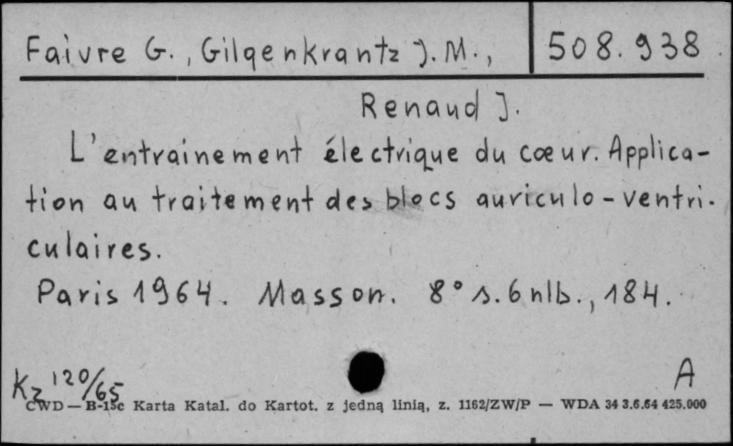 Faivre G., Gilgenkrantz J. M., 508.938
Renaud J.
L'entrainement électrique du cœur. Applica-
tion au traitement des blocs auriculo-ventri-
culaires.
Paris 1964. Masson. 8° s. 6 nlb., 184.
Kz 120/65 A
CWD — B-15c Karta Katal. do Kartot. z jedną linią, z. 1162/ZW/P — WDA 34 3.6.64 425.000